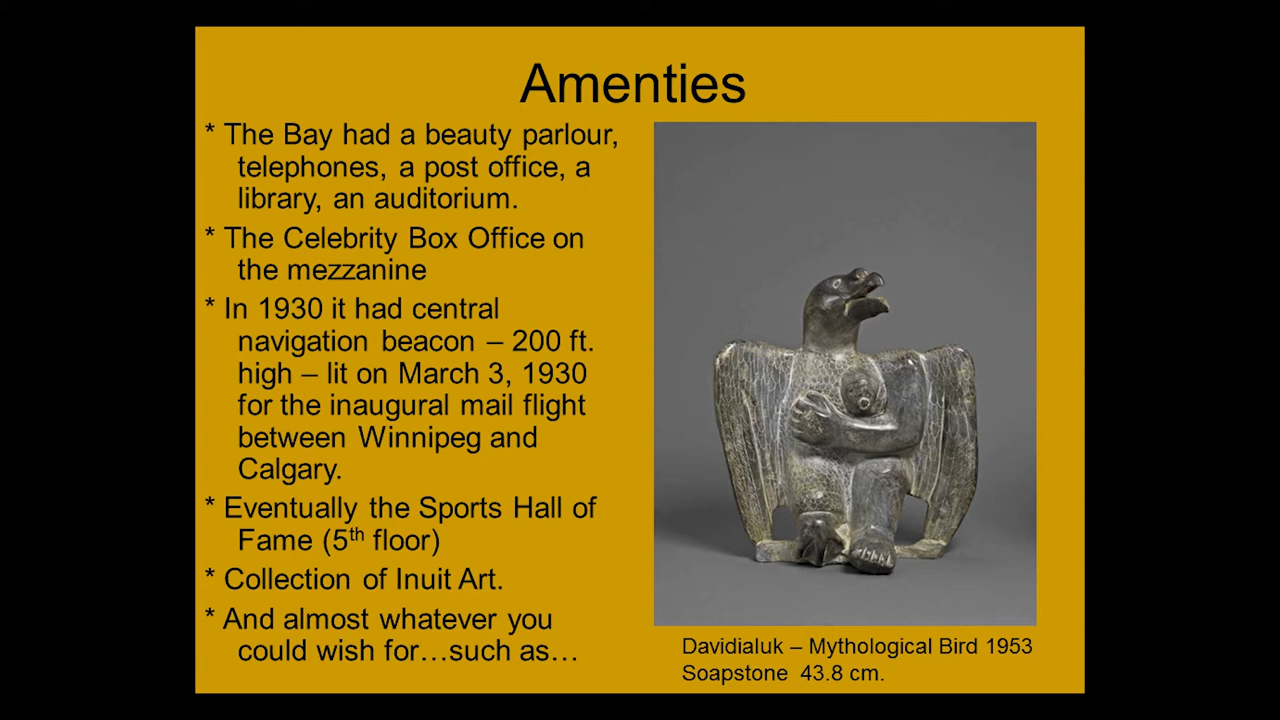 Amenties
* The Bay had a beauty parlour,
telephones, a post office, a
library, an auditorium.
* The Celebrity Box Office on
the mezzanine
* In 1930 it had central
navigation beacon – 200 ft.
high – lit on March 3, 1930
for the inaugural mail flight
between Winnipeg and
Calgary.
* Eventually the Sports Hall of
Fame (5th floor)
* Collection of Inuit Art.
* And almost whatever you
could wish for…such as…
Davidialuk – Mythological Bird 1953
Soapstone 43.8 cm.